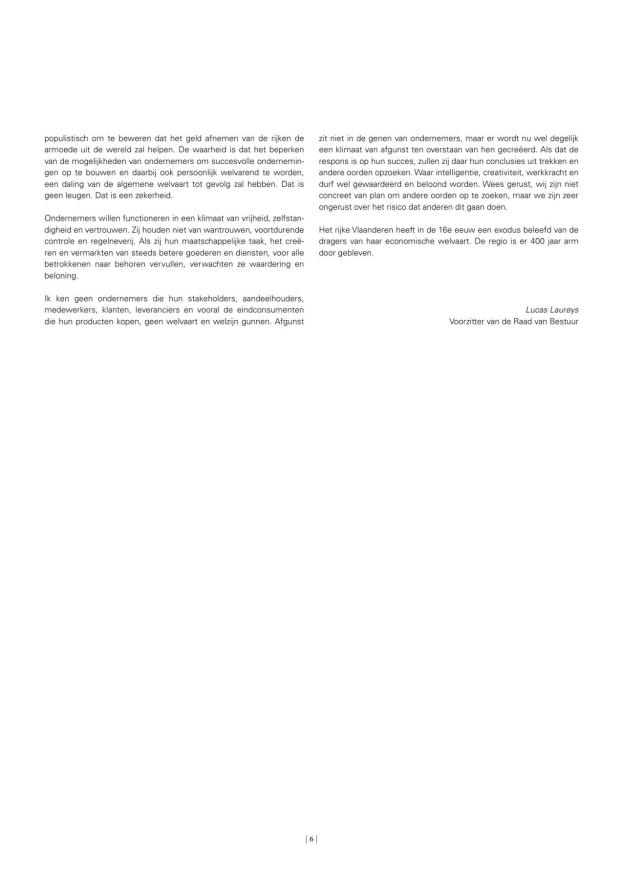 populistisch om te beweren dat het geld afnemen van de rijken de
armoede uit de wereld zal helpen. De waarheid is dat het beperken
van de mogelijkheden van ondernemers om succesvolle ondernemin-
gen op te bouwen en daarbij ook persoonlijk welvarend te worden,
een daling van de algemene welvaart tot gevolg zal hebben. Dat is
geen leugen. Dat is een zekerheid.
Ondernemers willen functioneren in een klimaat van vrijheid, zelfstan-
digheid en vertrouwen. Zij houden niet van wantrouwen, voortdurende
controle en regelneverij. Als zij hun maatschappelijke taak, het creë-
ren en vermarkten van steeds betere goederen en diensten, voor alle
betrokkenen naar behoren vervullen, verwachten ze waardering en
beloning.
Ik ken geen ondernemers die hun stakeholders, aandeelhouders,
medewerkers, klanten, leveranciers en vooral de eindconsumenten
die hun producten kopen, geen welvaart en welzijn gunnen. Afgunst
zit niet in de genen van ondernemers, maar er wordt nu wel degelijk
een klimaat van afgunst ten overstaan van hen gecreëerd. Als dat de
respons is op hun succes, zullen zij daar hun conclusies uit trekken en
andere oorden opzoeken. Waar intelligentie, creativiteit, werkkracht en
durf wel gewaardeerd en beloond worden. Wees gerust, wij zijn niet
concreet van plan om andere oorden op te zoeken, maar we zijn zeer
ongerust over het risico dat anderen dit gaan doen.
Het rijke Vlaanderen heeft in de 16e eeuw een exodus beleefd van de
dragers van haar economische welvaart. De regio is er 400 jaar arm
door gebleven.
Lucas Laureys
Voorzitter van de Raad van Bestuur
| 6 |